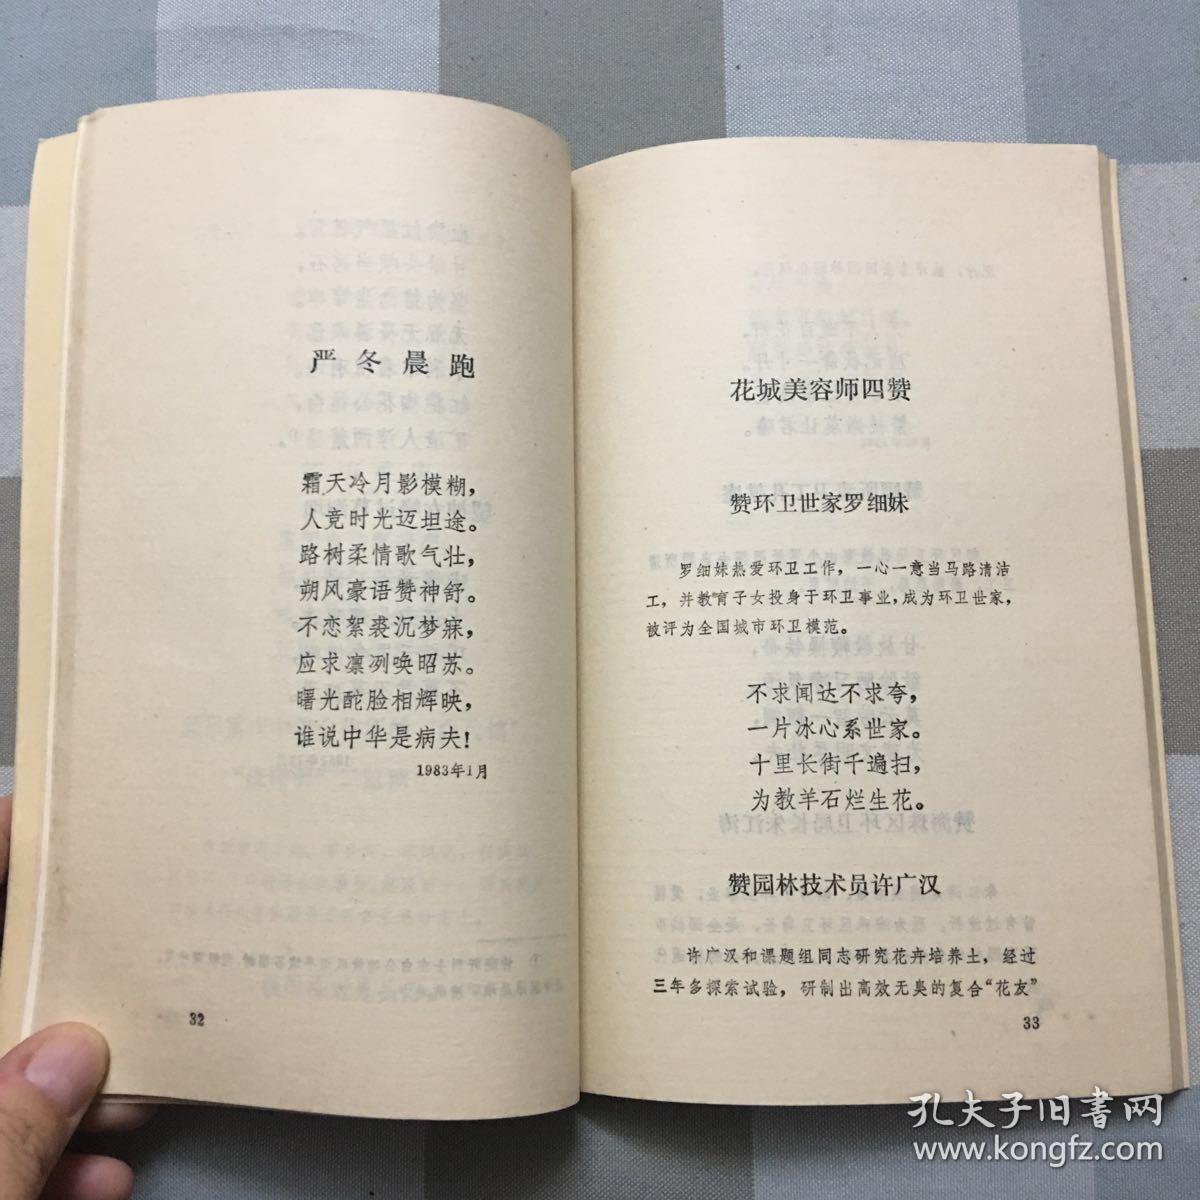 严冬晨跑
霜天冷月影模糊，
人竞时光迈坦途。
路树柔情歌气壮，
朔风豪语赞神舒。
不恋絮裘沉梦寐，
应求凛冽唤昭苏。
曙光酡脸相辉映，
谁说中华是病夫！
1983年1月
32
花城美容师四赞
赞环卫世家罗细妹
罗细妹热爱环卫工作，一心一意当马路清洁
工，并教育子女投身于环卫事业，成为环卫世家，
被评为全国城市环卫模范。
不求闻达不求夸，
一片冰心系世家。
十里长街千遍扫，
为教羊石烂生花。
赞园林技术员许广汉
许广汉和课题组同志研究花卉培养土，经过
三年多探索试验，研制出高效无臭的复合“花友”
33
孔夫子旧書网
www.kongfz.com